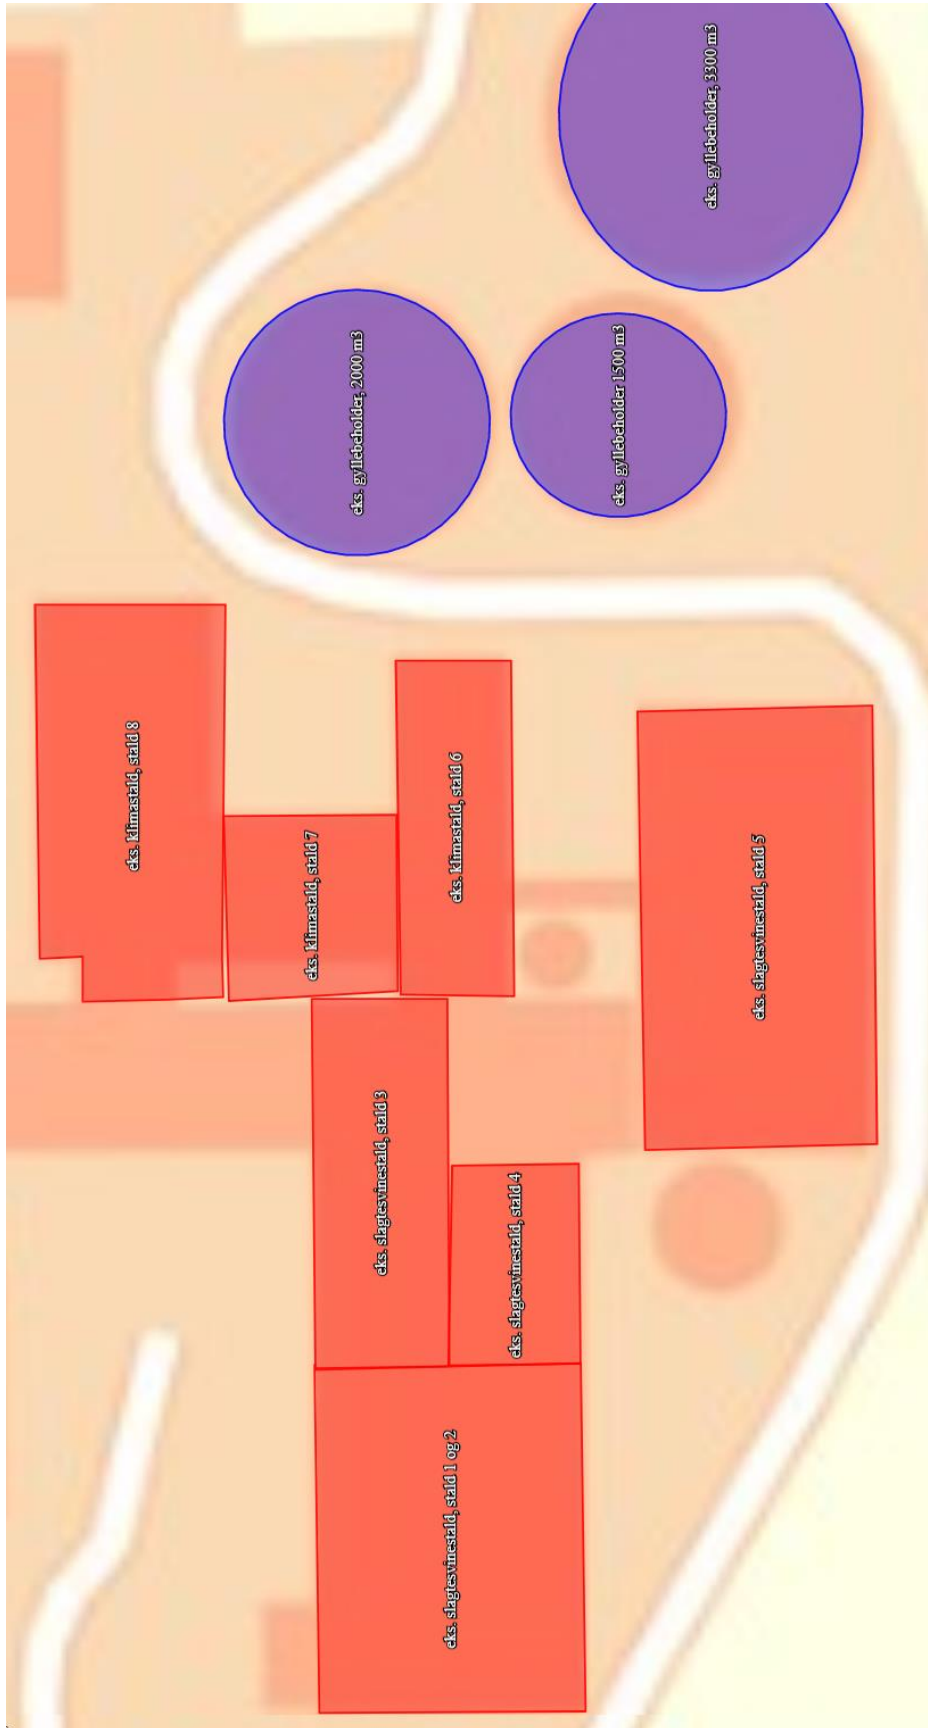 eks. gyllebeholder, 3300 m3
eks. gyllebeholder, 2000 m3
eks. gyllebeholder 1500 m3
eks. klimastald, stald 8
eks. klimastald, stald 7
eks. klimastald, stald 6
eks. slagtesvinestald, stald 5
eks. slagtesvinestald, stald 3
eks. slagtesvinestald, stald 4
eks. slagtesvinestald, stald 1 og 2